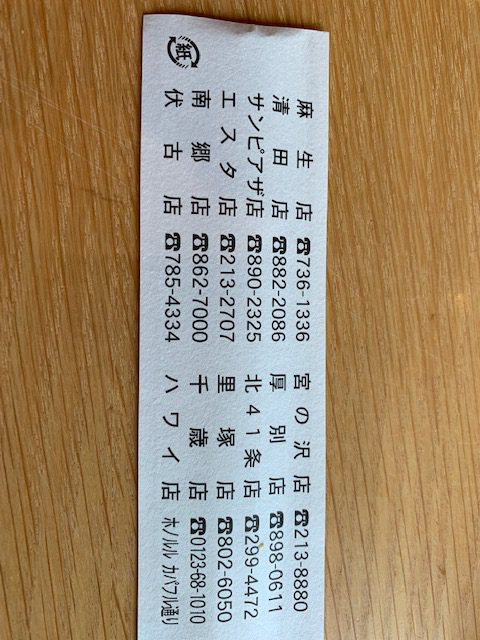 麻生店 ☎736-1336 宮の沢店 ☎213-8880
清田店 ☎882-2086 厚別店 ☎898-0611
サンピアザ店 ☎890-2325 北41条店 ☎299-4472
エスタ店 ☎213-2707 里塚店 ☎802-6050
南郷店 ☎862-7000 千歳店 ☎0123-68-1010
伏古店 ☎785-4334 ハワイ店 ホノルル カパフル通り
紙